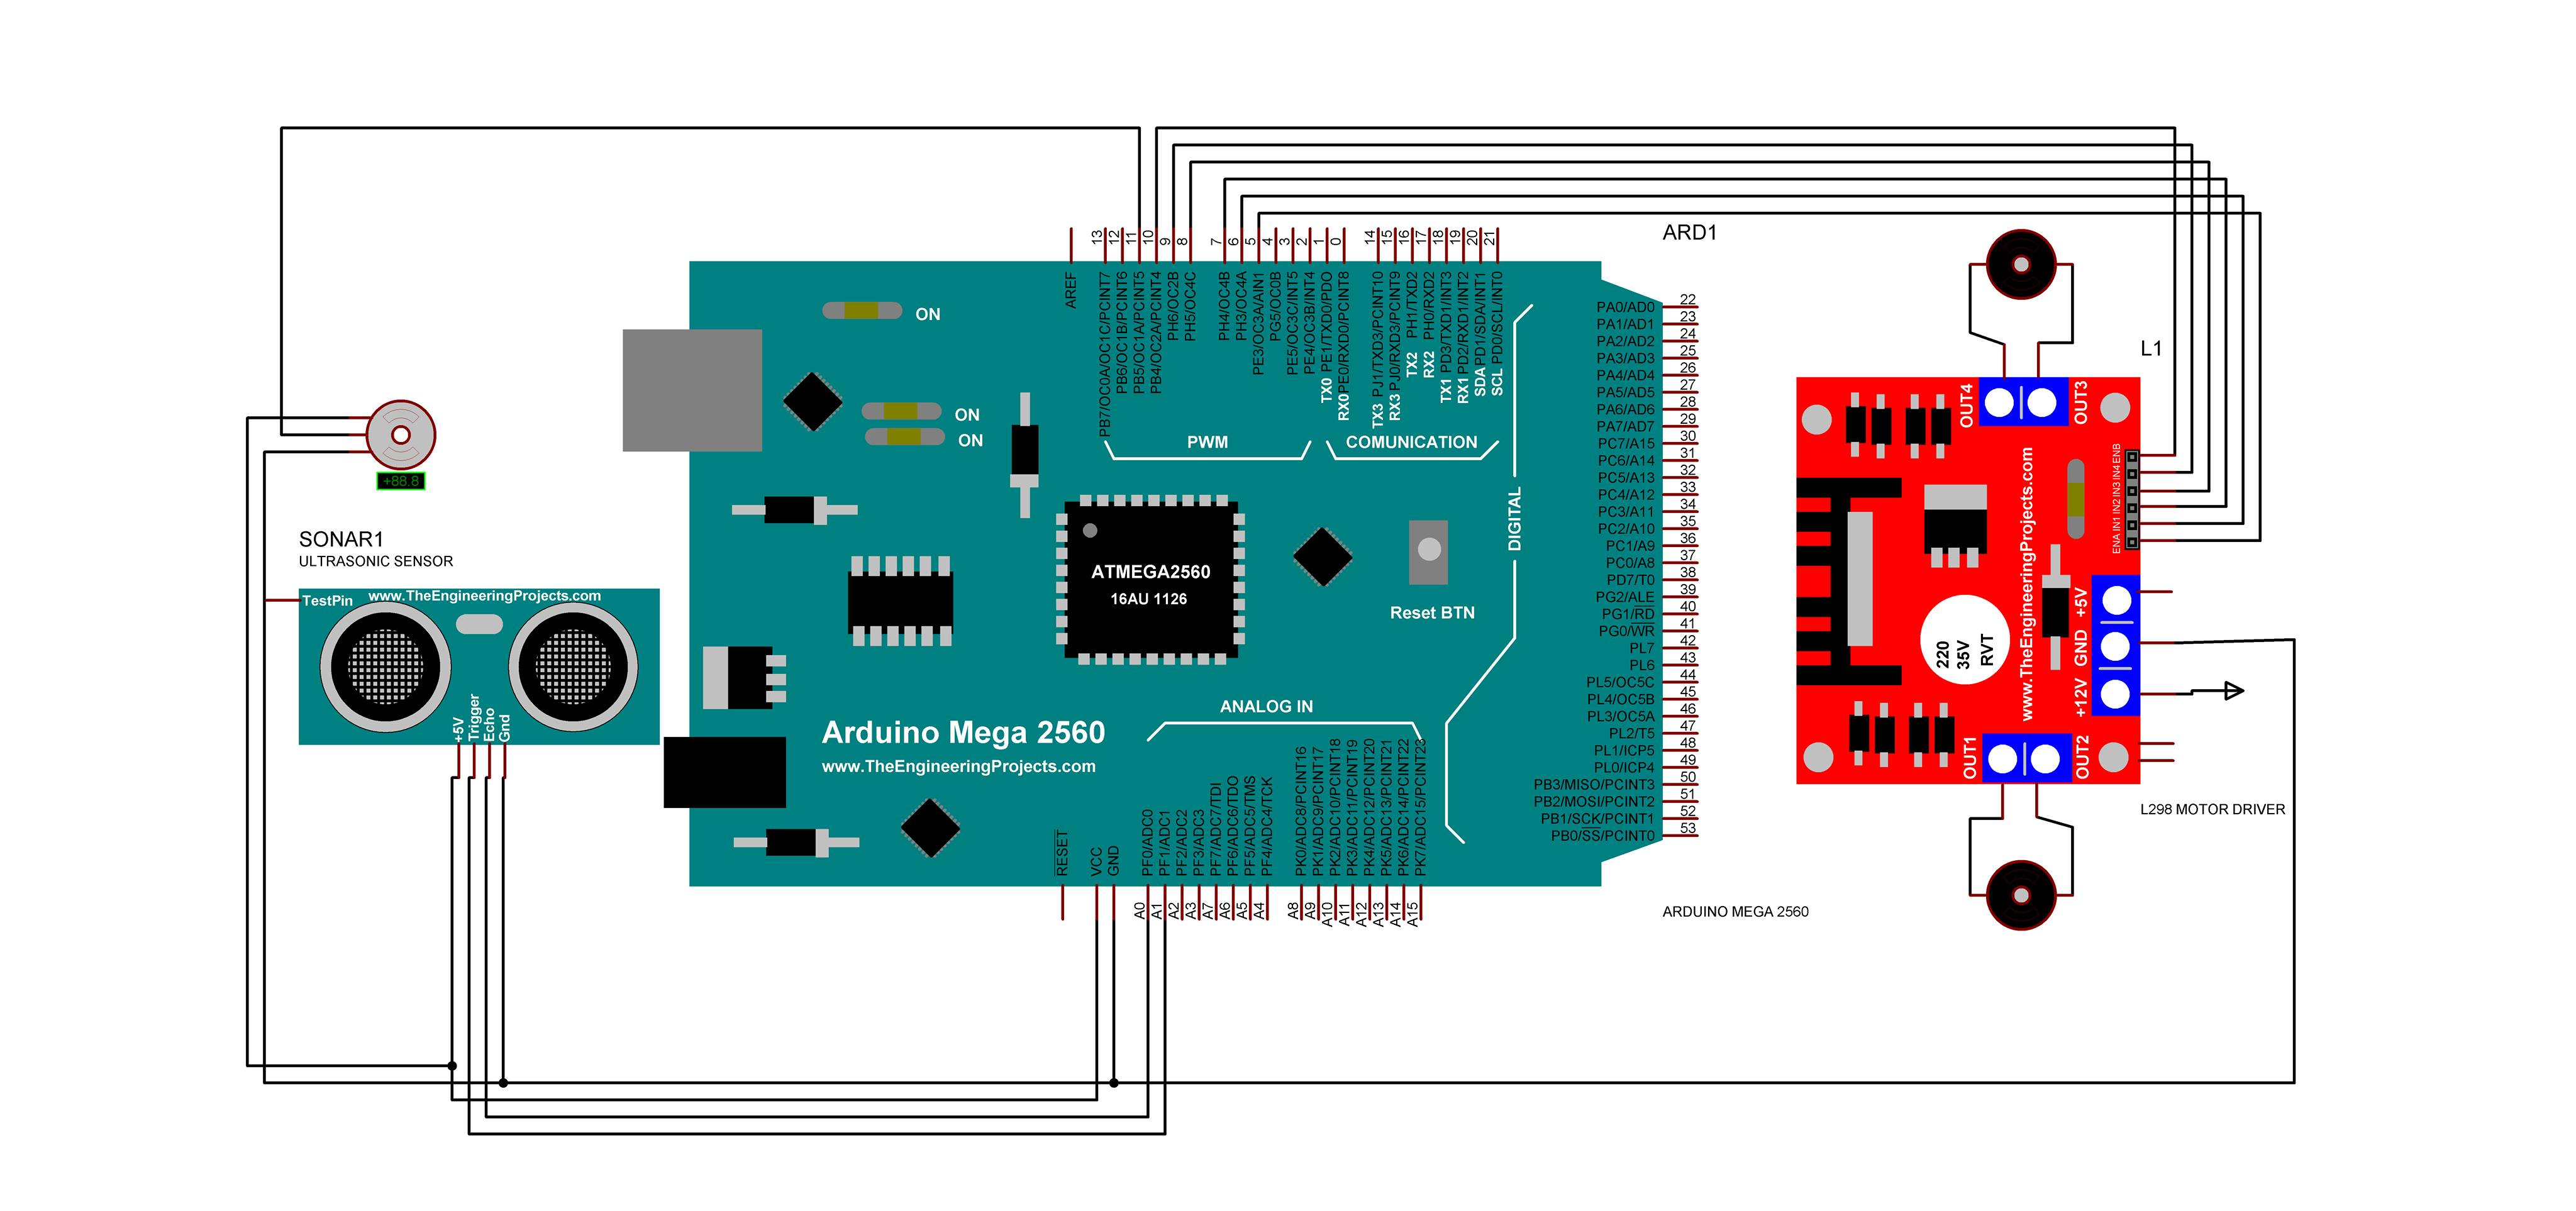 ARD1
13
12
11
10
9
8
7
6
5
4
3
2
1
0
14
15
16
17
18
19
20
21
AREF
PB7/OC0A/OC1C/PCINT7
PB6/OC1B/PCINT6
PB5/OC1A/PCINT5
PB4/OC2A/PCINT4
PH6/OC2B
PH5/OC4C
PH4/OC4B
PH3/OC4A
PE3/OC3A/AIN1
PG5/OC0B
PE5/OC3C/INT5
PE4/OC3B/INT4
TX0 PE1/TXD0/PDO
RX0 PE0/RXD0/PCINT8
TX3 PJ1/TXD3/PCINT10
RX3 PJ0/RXD3/PCINT9
TX2 PH1/TXD2
RX2 PH0/RXD2
TX1 PD3/TXD1/INT3
RX1 PD2/RXD1/INT2
SDA PD1/SDA/INT1
SCL PD0/SCL/INT0
PWM
COMUNICATION
ON
ON
ON
DIGITAL
PA0/AD0 22
PA1/AD1 23
PA2/AD2 24
PA3/AD3 25
PA4/AD4 26
PA5/AD5 27
PA6/AD6 28
PA7/AD7 29
PC7/A15 30
PC6/A14 31
PC5/A13 32
PC4/A12 33
PC3/A11 34
PC2/A10 35
PC1/A9 36
PC0/A8 37
PD7/T0 38
PG2/ALE 39
PG1/RD 40
PG0/WR 41
PL7 42
PL6 43
PL5/OC5C 44
PL4/OC5B 45
PL3/OC5A 46
PL2/T5 47
PL1/ICP5 48
PL0/ICP4 49
PB3/MISO/PCINT3 50
PB2/MOSI/PCINT2 51
PB1/SCK/PCINT1 52
PB0/SS/PCINT0 53
ATMEGA2560
16AU 1126
Reset BTN
ANALOG IN
Arduino Mega 2560
www.TheEngineeringProjects.com
RESET
VCC
GND
PF0/ADC0
PF1/ADC1
PF2/ADC2
PF3/ADC3
PF7/ADC7/TDI
PF6/ADC6/TDO
PF5/ADC5/TMS
PF4/ADC4/TCK
PK0/ADC8/PCINT16
PK1/ADC9/PCINT17
PK2/ADC10/PCINT18
PK3/ADC11/PCINT19
PK4/ADC12/PCINT20
PK5/ADC13/PCINT21
PK6/ADC14/PCINT22
PK7/ADC15/PCINT23
A0
A1
A2
A3
A7
A6
A5
A4
A8
A9
A10
A11
A12
A13
A14
A15
ARDUINO MEGA 2560
+88.8
SONAR1
ULTRASONIC SENSOR
TestPin
www.TheEngineeringProjects.com
+5V
Trigger
Echo
Gnd
L1
OUT4
OUT3
ENA IN1 IN2 IN3 IN4 ENB
www.TheEngineeringProjects.com
220
35V
RVT
+5V
GND
+12V
OUT1
OUT2
L298 MOTOR DRIVER